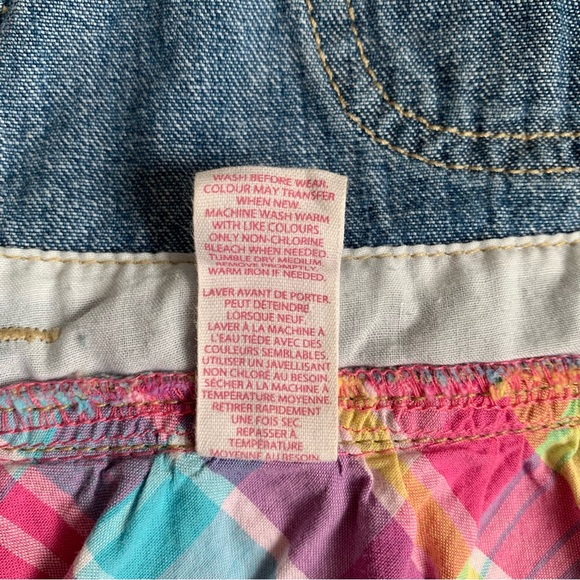 WASH BEFORE WEAR.
COLOUR MAY TRANSFER
WHEN NEW.
MACHINE WASH WARM
WITH LIKE COLOURS.
ONLY NON-CHLORINE
BLEACH WHEN NEEDED.
TUMBLE DRY MEDIUM.
REMOVE PROMPTLY.
WARM IRON IF NEEDED.
LAVER AVANT DE PORTER.
PEUT DÉTEINDRE
LORSQUE NEUF.
LAVER À LA MACHINE À
L'EAU TIÈDE AVEC DES
COULEURS SEMBLABLES.
UTILISER UN JAVELLISANT
NON CHLORÉ AU BESOIN.
SÉCHER À LA MACHINE À
TEMPÉRATURE MOYENNE.
RETIRER RAPIDEMENT
UNE FOIS SEC.
REPASSER À
TEMPÉRATURE
MOYENNE AU BESOIN.